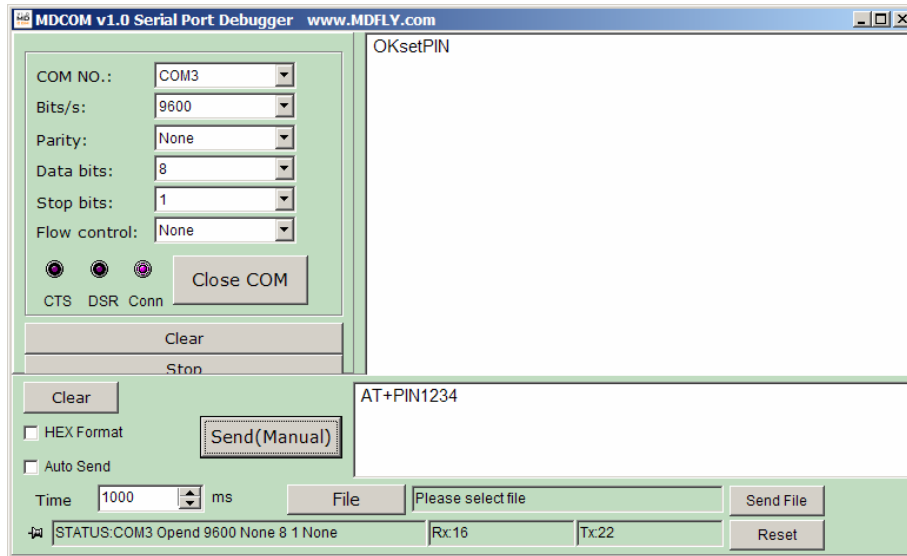 MDCOM v1.0 Serial Port Debugger www.MDFLY.com
OKsetPIN
COM NO.: COM3
Bits/s: 9600
Parity: None
Data bits: 8
Stop bits: 1
Flow control: None
CTS DSR Conn
Close COM
Clear
Stop
Clear
AT+PIN1234
HEX Format
Send(Manual)
Auto Send
Time 1000 ms File Please select file Send File
STATUS:COM3 Opend 9600 None 8 1 None Rx:16 Tx:22 Reset